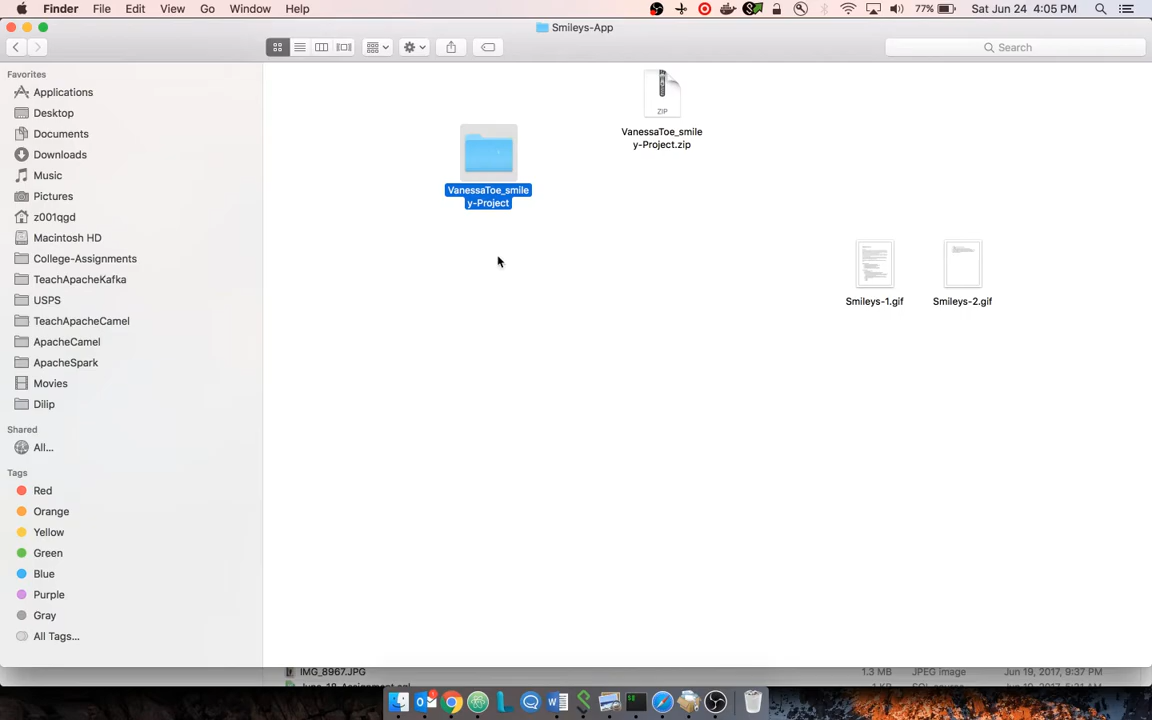 Finder File Edit View Go Window Help
77% Sat Jun 24 4:05 PM
Smileys-App
Search
Favorites
Applications
Desktop
Documents
Downloads
Music
Pictures
z001qgd
Macintosh HD
College-Assignments
TeachApacheKafka
USPS
TeachApacheCamel
ApacheCamel
ApacheSpark
Movies
Dilip
Shared
All...
Tags
Red
Orange
Yellow
Green
Blue
Purple
Gray
All Tags...
VanessaToe_smile
y-Project
ZIP
VanessaToe_smile
y-Project.zip
Smileys-1.gif
Smileys-2.gif
IMG_8967.JPG 1.3 MB JPEG image Jun 19, 2017, 9:37 PM